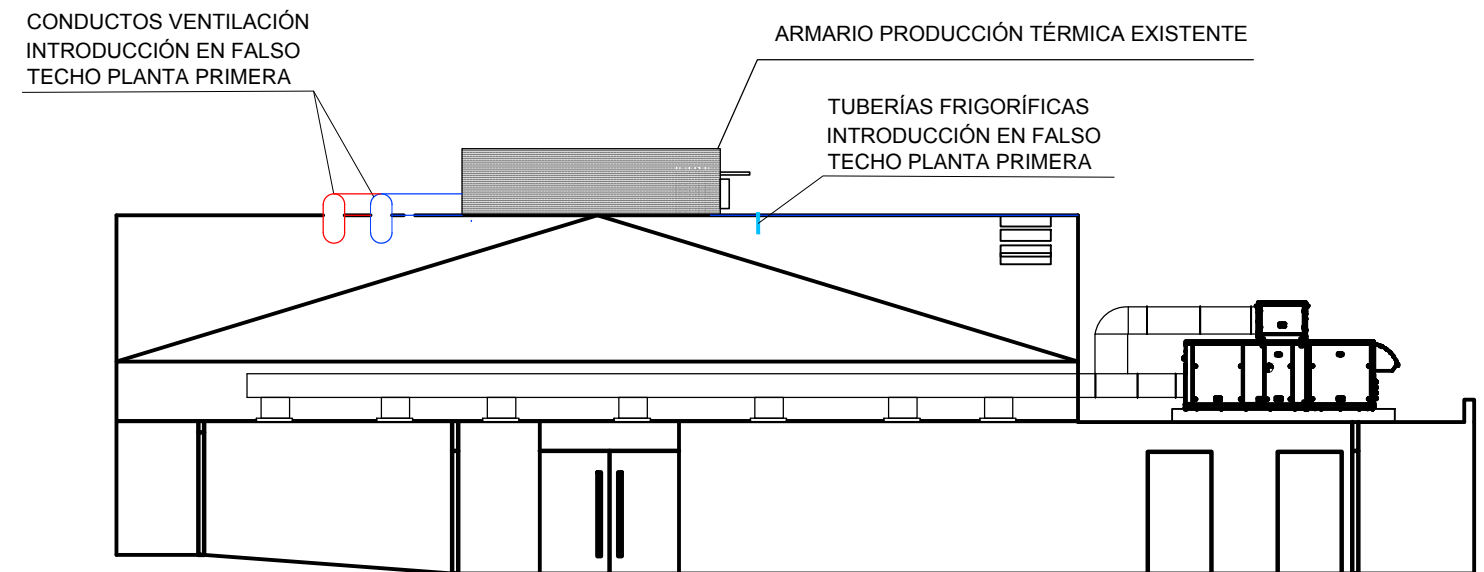 CONDUCTOS VENTILACIÓN
INTRODUCCIÓN EN FALSO
TECHO PLANTA PRIMERA
ARMARIO PRODUCCIÓN TÉRMICA EXISTENTE
TUBERÍAS FRIGORÍFICAS
INTRODUCCIÓN EN FALSO
TECHO PLANTA PRIMERA